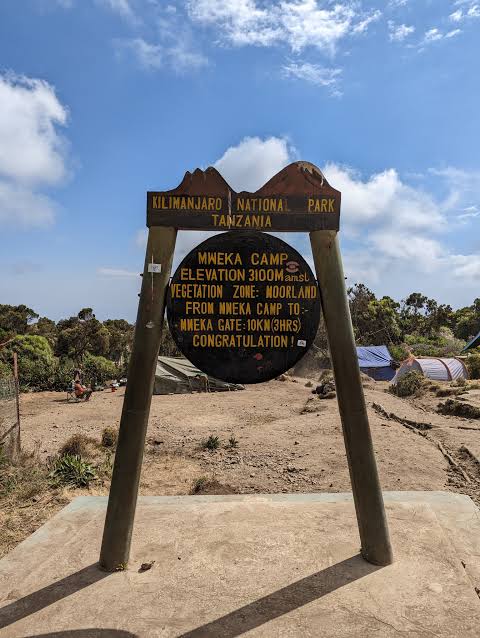 KILIMANJARO NATIONAL PARK
TANZANIA
MWEKA CAMP
ELEVATION 3100M amsl
VEGETATION ZONE: MOORLAND
FROM MWEKA CAMP TO:-
MWEKA GATE: 10KM (3HRS)
CONGRATULATION!